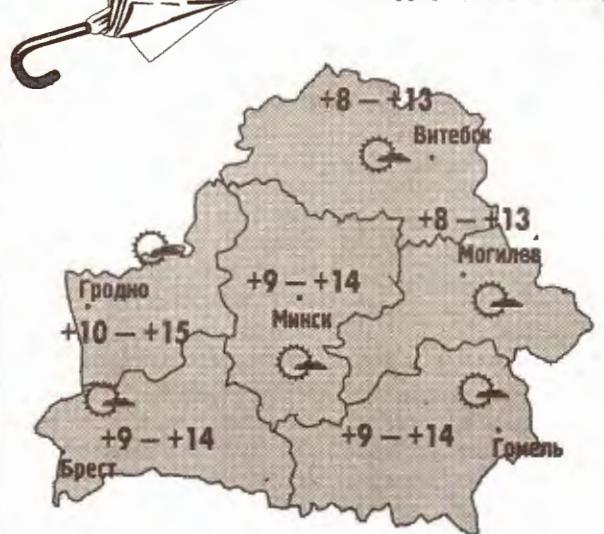 +8 – +13
Витебск
+8 – +13
Могилев
Гродно
+9 – +14
Минск
+10 – +15
+9 – +14
+9 – +14
Гомель
Брест